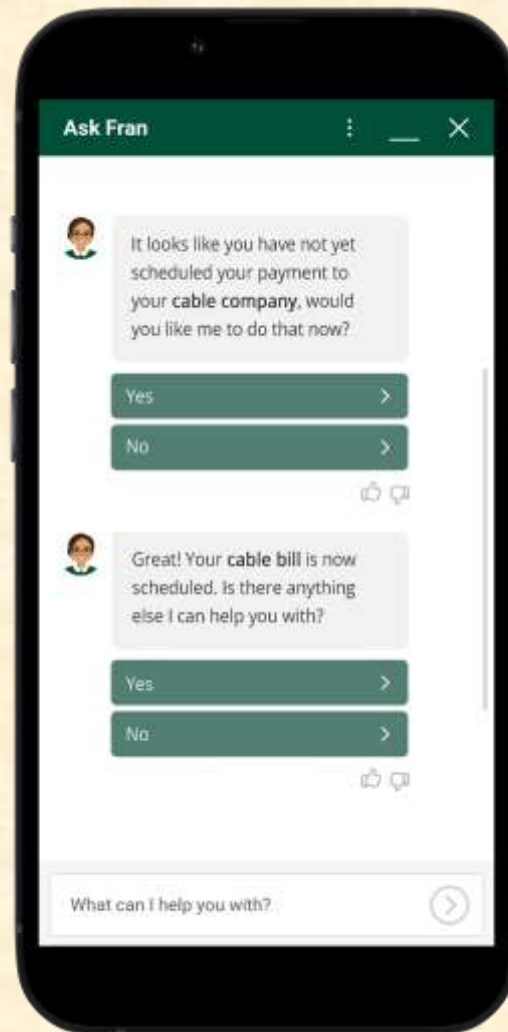 Ask Fran
It looks like you have not yet
scheduled your payment to
your cable company, would
you like me to do that now?
Yes
No
Great! Your cable bill is now
scheduled. Is there anything
else I can help you with?
Yes
No
What can I help you with?